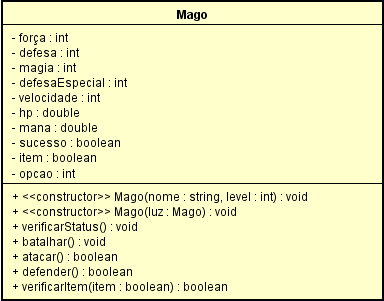 Mago
- força : int
- defesa : int
- magia : int
- defesaEspecial : int
- velocidade : int
- hp : double
- mana : double
- sucesso : boolean
- item : boolean
- opcao : int
+ <<constructor>> Mago(nome : string, level : int) : void
+ <<constructor>> Mago(luz : Mago) : void
+ verificarStatus() : void
+ batalhar() : void
+ atacar() : boolean
+ defender() : boolean
+ verificarItem(item : boolean) : boolean